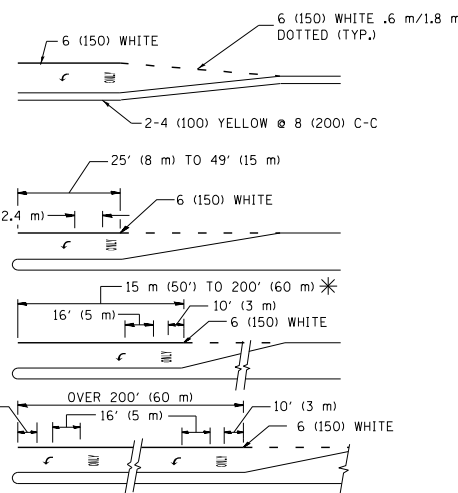 6 (150) WHITE .6 m/1.8 m
DOTTED (TYP.)
6 (150) WHITE
ONLY
2-4 (100) YELLOW @ 8 (200) C-C
25' (8 m) TO 49' (15 m)
6 (150) WHITE
2.4 m)
ONLY
15 m (50') TO 200' (60 m) ✳
16' (5 m)
10' (3 m)
6 (150) WHITE
ONLY
OVER 200' (60 m)
16' (5 m)
10' (3 m)
6 (150) WHITE
ONLY
ONLY